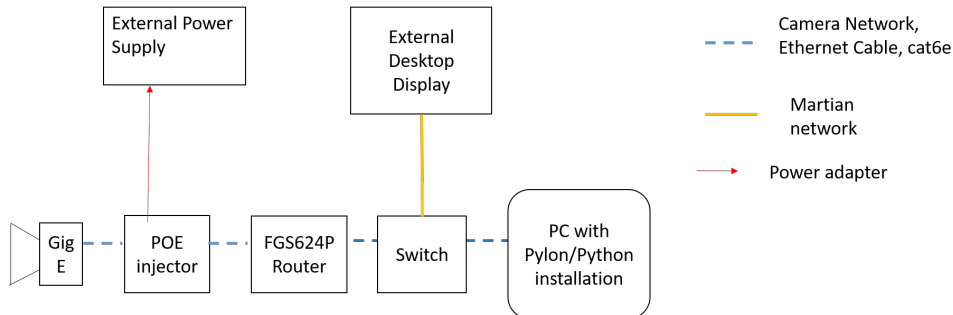 External Power
Supply
External
Desktop
Display
Camera Network,
Ethernet Cable, cat6e
Martian
network
Power adapter
Gig
E
POE
injector
FGS624P
Router
Switch
PC with
Pylon/Python
installation